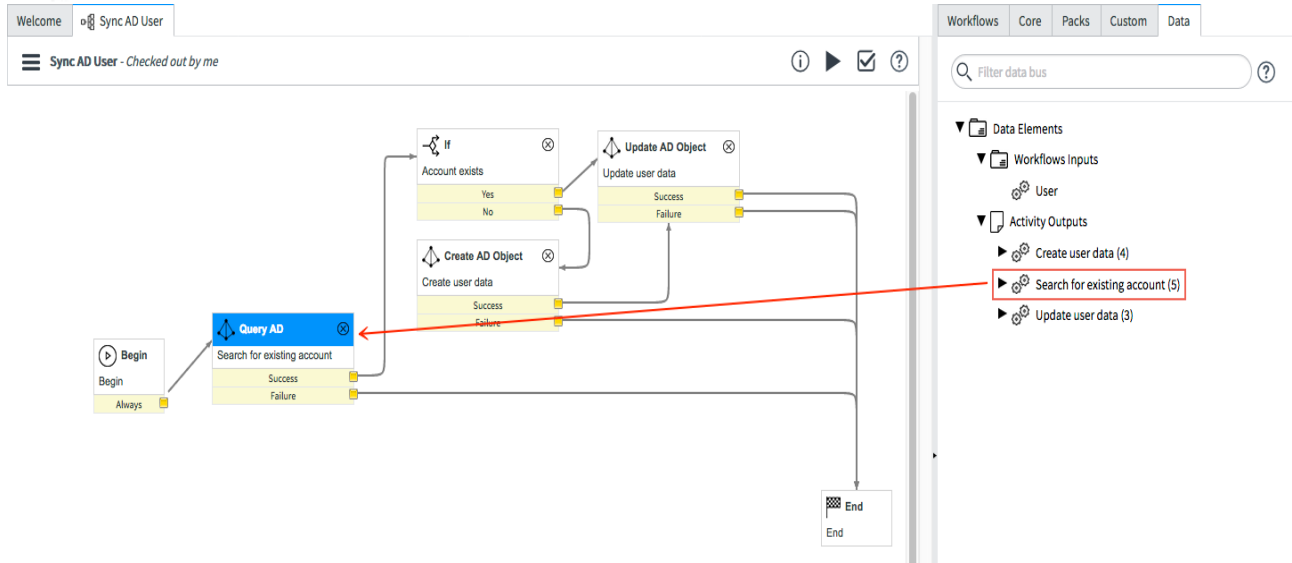 Welcome
Sync AD User
Sync AD User - Checked out by me
If
Account exists
Yes
No
Update AD Object
Update user data
Success
Failure
Create AD Object
Create user data
Success
Failure
Query AD
Search for existing account
Success
Failure
Begin
Begin
Always
End
End
Workflows Core Packs Custom Data
Filter data bus
Data Elements
Workflows Inputs
User
Activity Outputs
Create user data (4)
Search for existing account (5)
Update user data (3)